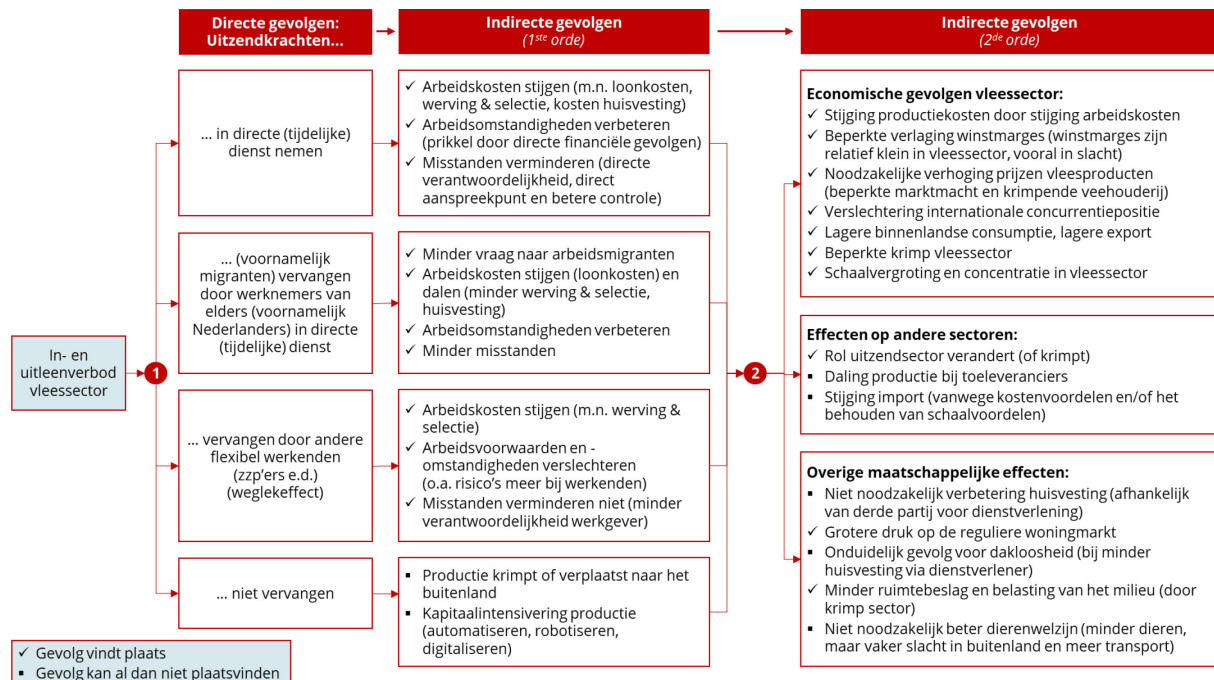 Directe gevolgen:
Uitzendkrachten...
Indirecte gevolgen
(1ste orde)
Indirecte gevolgen
(2de orde)
In- en
uitleenverbod
vleessector
1
... in directe (tijdelijke)
dienst nemen
✓ Arbeidskosten stijgen (m.n. loonkosten,
werving & selectie, kosten huisvesting)
✓ Arbeidsomstandigheden verbeteren
(prikkel door directe financiële gevolgen)
✓ Misstanden verminderen (directe
verantwoordelijkheid, direct
aanspreekpunt en betere controle)
... (voornamelijk
migranten) vervangen
door werknemers van
elders (voornamelijk
Nederlanders) in directe
(tijdelijke) dienst
✓ Minder vraag naar arbeidsmigranten
✓ Arbeidskosten stijgen (loonkosten) en
dalen (minder werving & selectie,
huisvesting)
✓ Arbeidsomstandigheden verbeteren
✓ Minder misstanden
... vervangen door andere
flexibel werkenden
(zzp'ers e.d.)
(weglekeffect)
✓ Arbeidskosten stijgen (m.n. werving &
selectie)
✓ Arbeidsvoorwaarden en -
omstandigheden verslechteren
(o.a. risico's meer bij werkenden)
✓ Misstanden verminderen niet (minder
verantwoordelijkheid werkgever)
... niet vervangen
▪ Productie krimpt of verplaatst naar het
buitenland
▪ Kapitaalintensivering productie
(automatiseren, robotiseren,
digitaliseren)
2
Economische gevolgen vleessector:
✓ Stijging productiekosten door stijging arbeidskosten
✓ Beperkte verlaging winstmarges (winstmarges zijn
relatief klein in vleessector, vooral in slacht)
✓ Noodzakelijke verhoging prijzen vleesproducten
(beperkte marktmacht en krimpende veehouderij)
✓ Verslechtering internationale concurrentiepositie
✓ Lagere binnenlandse consumptie, lagere export
✓ Beperkte krimp vleessector
✓ Schaalvergroting en concentratie in vleessector
Effecten op andere sectoren:
✓ Rol uitzendsector verandert (of krimpt)
▪ Daling productie bij toeleveranciers
▪ Stijging import (vanwege kostenvoordelen en/of het
behouden van schaalvoordelen)
Overige maatschappelijke effecten:
▪ Niet noodzakelijk verbetering huisvesting (afhankelijk
van derde partij voor dienstverlening)
✓ Grotere druk op de reguliere woningmarkt
▪ Onduidelijk gevolg voor dakloosheid (bij minder
huisvesting via dienstverlener)
✓ Minder ruimtebeslag en belasting van het milieu (door
krimp sector)
▪ Niet noodzakelijk beter dierenwelzijn (minder dieren,
maar vaker slacht in buitenland en meer transport)
✓ Gevolg vindt plaats
▪ Gevolg kan al dan niet plaatsvinden